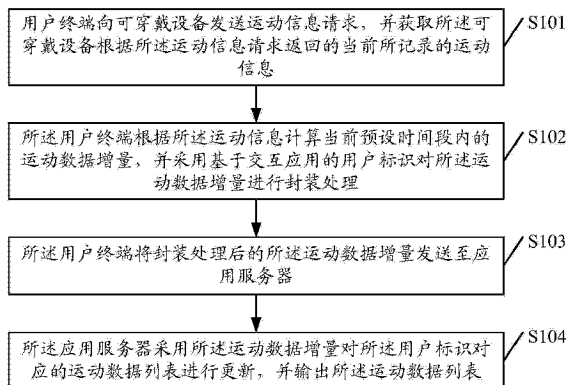 用户终端向可穿戴设备发送运动信息请求，并获取所述可
穿戴设备根据所述运动信息请求返回的当前所记录的运动
信息
S101
所述用户终端根据所述运动信息计算当前预设时间段内的
运动数据增量，并采用基于交互应用的用户标识对所述运
动数据增量进行封装处理
S102
所述用户终端将封装处理后的所述运动数据增量发送至应
用服务器
S103
所述应用服务器采用所述运动数据增量对所述用户标识对
应的运动数据列表进行更新，并输出所述运动数据列表
S104